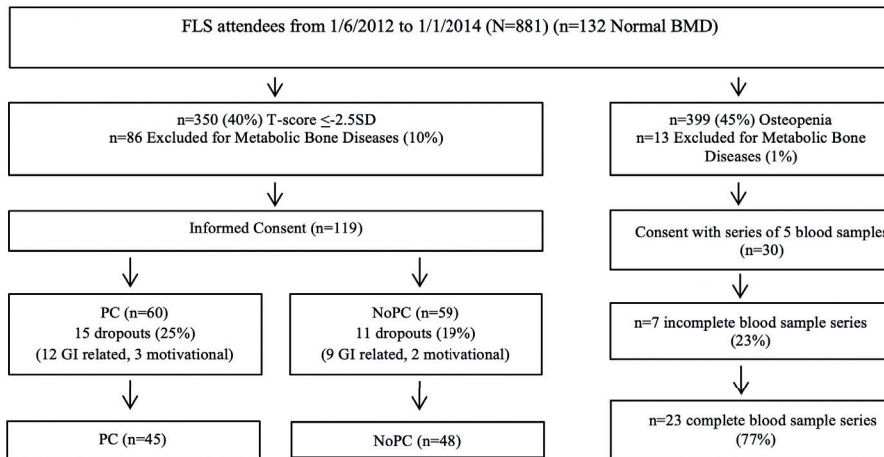 FLS attendees from 1/6/2012 to 1/1/2014 (N=881) (n=132 Normal BMD)
n=350 (40%) T-score ≤-2.5SD
n=86 Excluded for Metabolic Bone Diseases (10%)
n=399 (45%) Osteopenia
n=13 Excluded for Metabolic Bone
Diseases (1%)
Informed Consent (n=119)
Consent with series of 5 blood samples
(n=30)
PC (n=60)
15 dropouts (25%)
(12 GI related, 3 motivational)
NoPC (n=59)
11 dropouts (19%)
(9 GI related, 2 motivational)
n=7 incomplete blood sample series
(23%)
PC (n=45)
NoPC (n=48)
n=23 complete blood sample series
(77%)